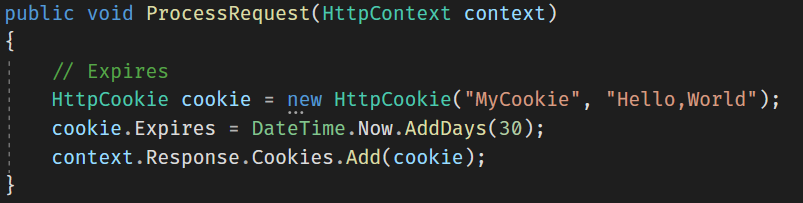 public void ProcessRequest(HttpContext context)
{
// Expires
HttpCookie cookie = new HttpCookie("MyCookie", "Hello,World");
cookie.Expires = DateTime.Now.AddDays(30);
context.Response.Cookies.Add(cookie);
}